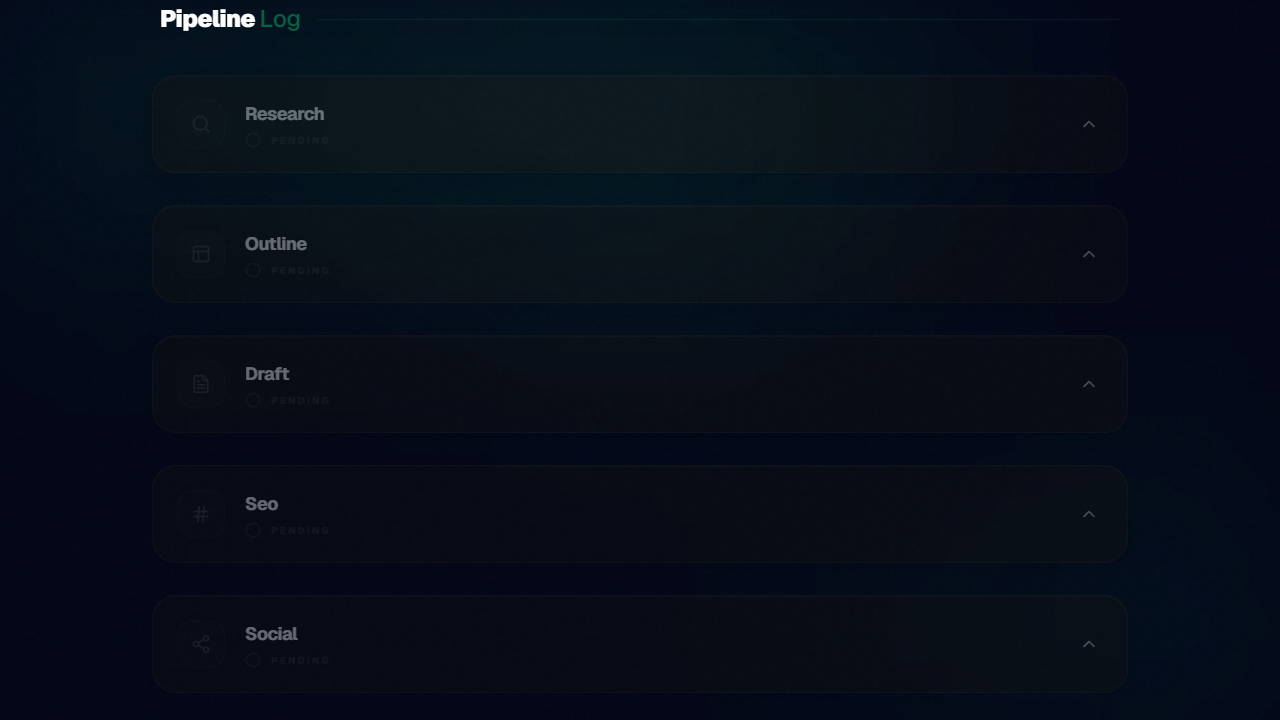 Pipeline Log
Research
PENDING
Outline
PENDING
Draft
PENDING
Seo
PENDING
Social
PENDING